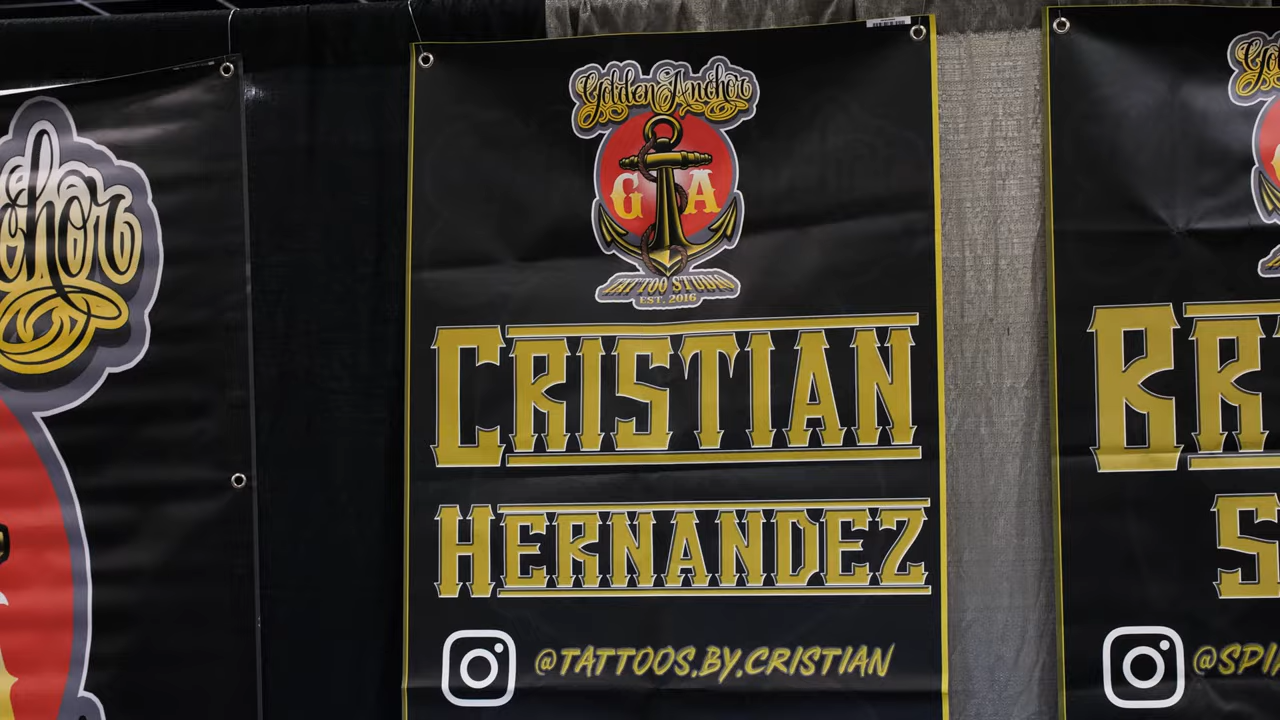 Golden Anchor
G A
TATTOO STUDIO
EST. 2016
CRISTIAN
HERNANDEZ
@TATTOOS.BY.CRISTIAN